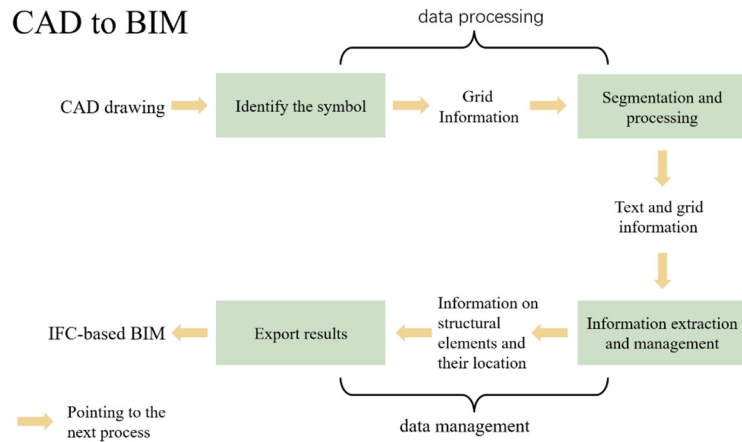 CAD to BIM
data processing
CAD drawing
Identify the symbol
Grid
Information
Segmentation and
processing
Text and grid
information
Information extraction
and management
Information on
structural
elements and
their location
Export results
IFC-based BIM
data management
Pointing to the
next process